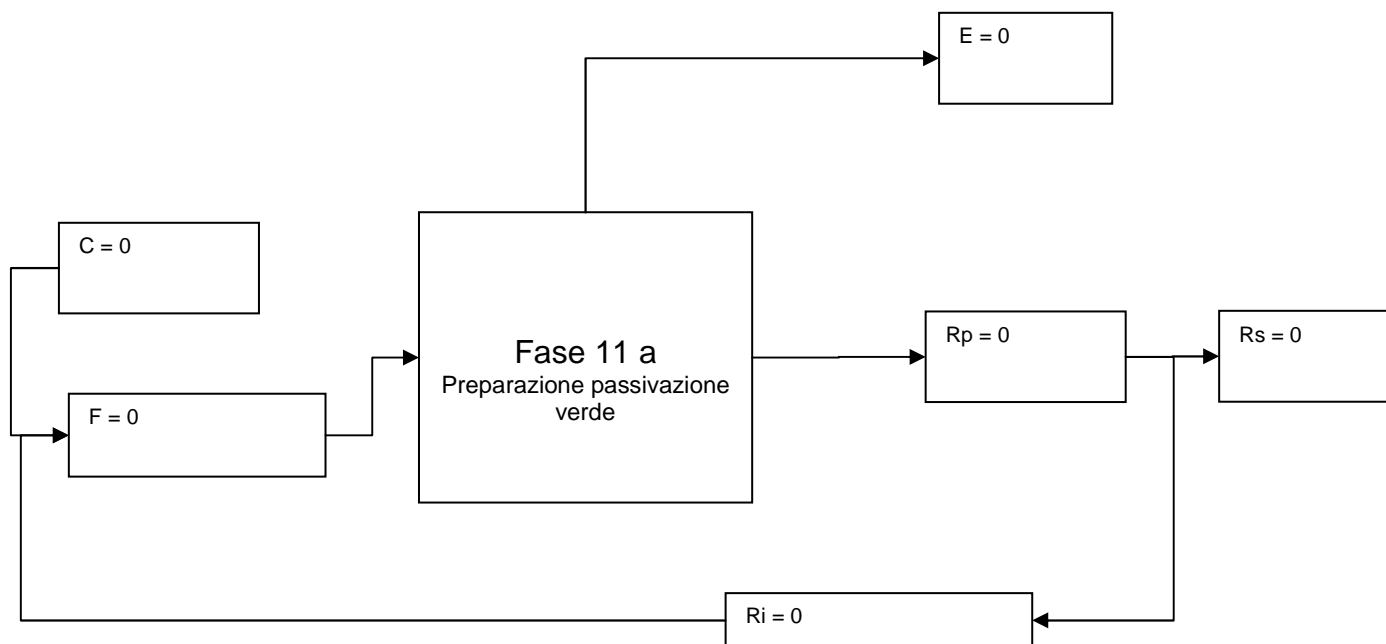 E = 0
C = 0
Fase 11 a
Preparazione passivazione
verde
Rp = 0
Rs = 0
F = 0
Ri = 0